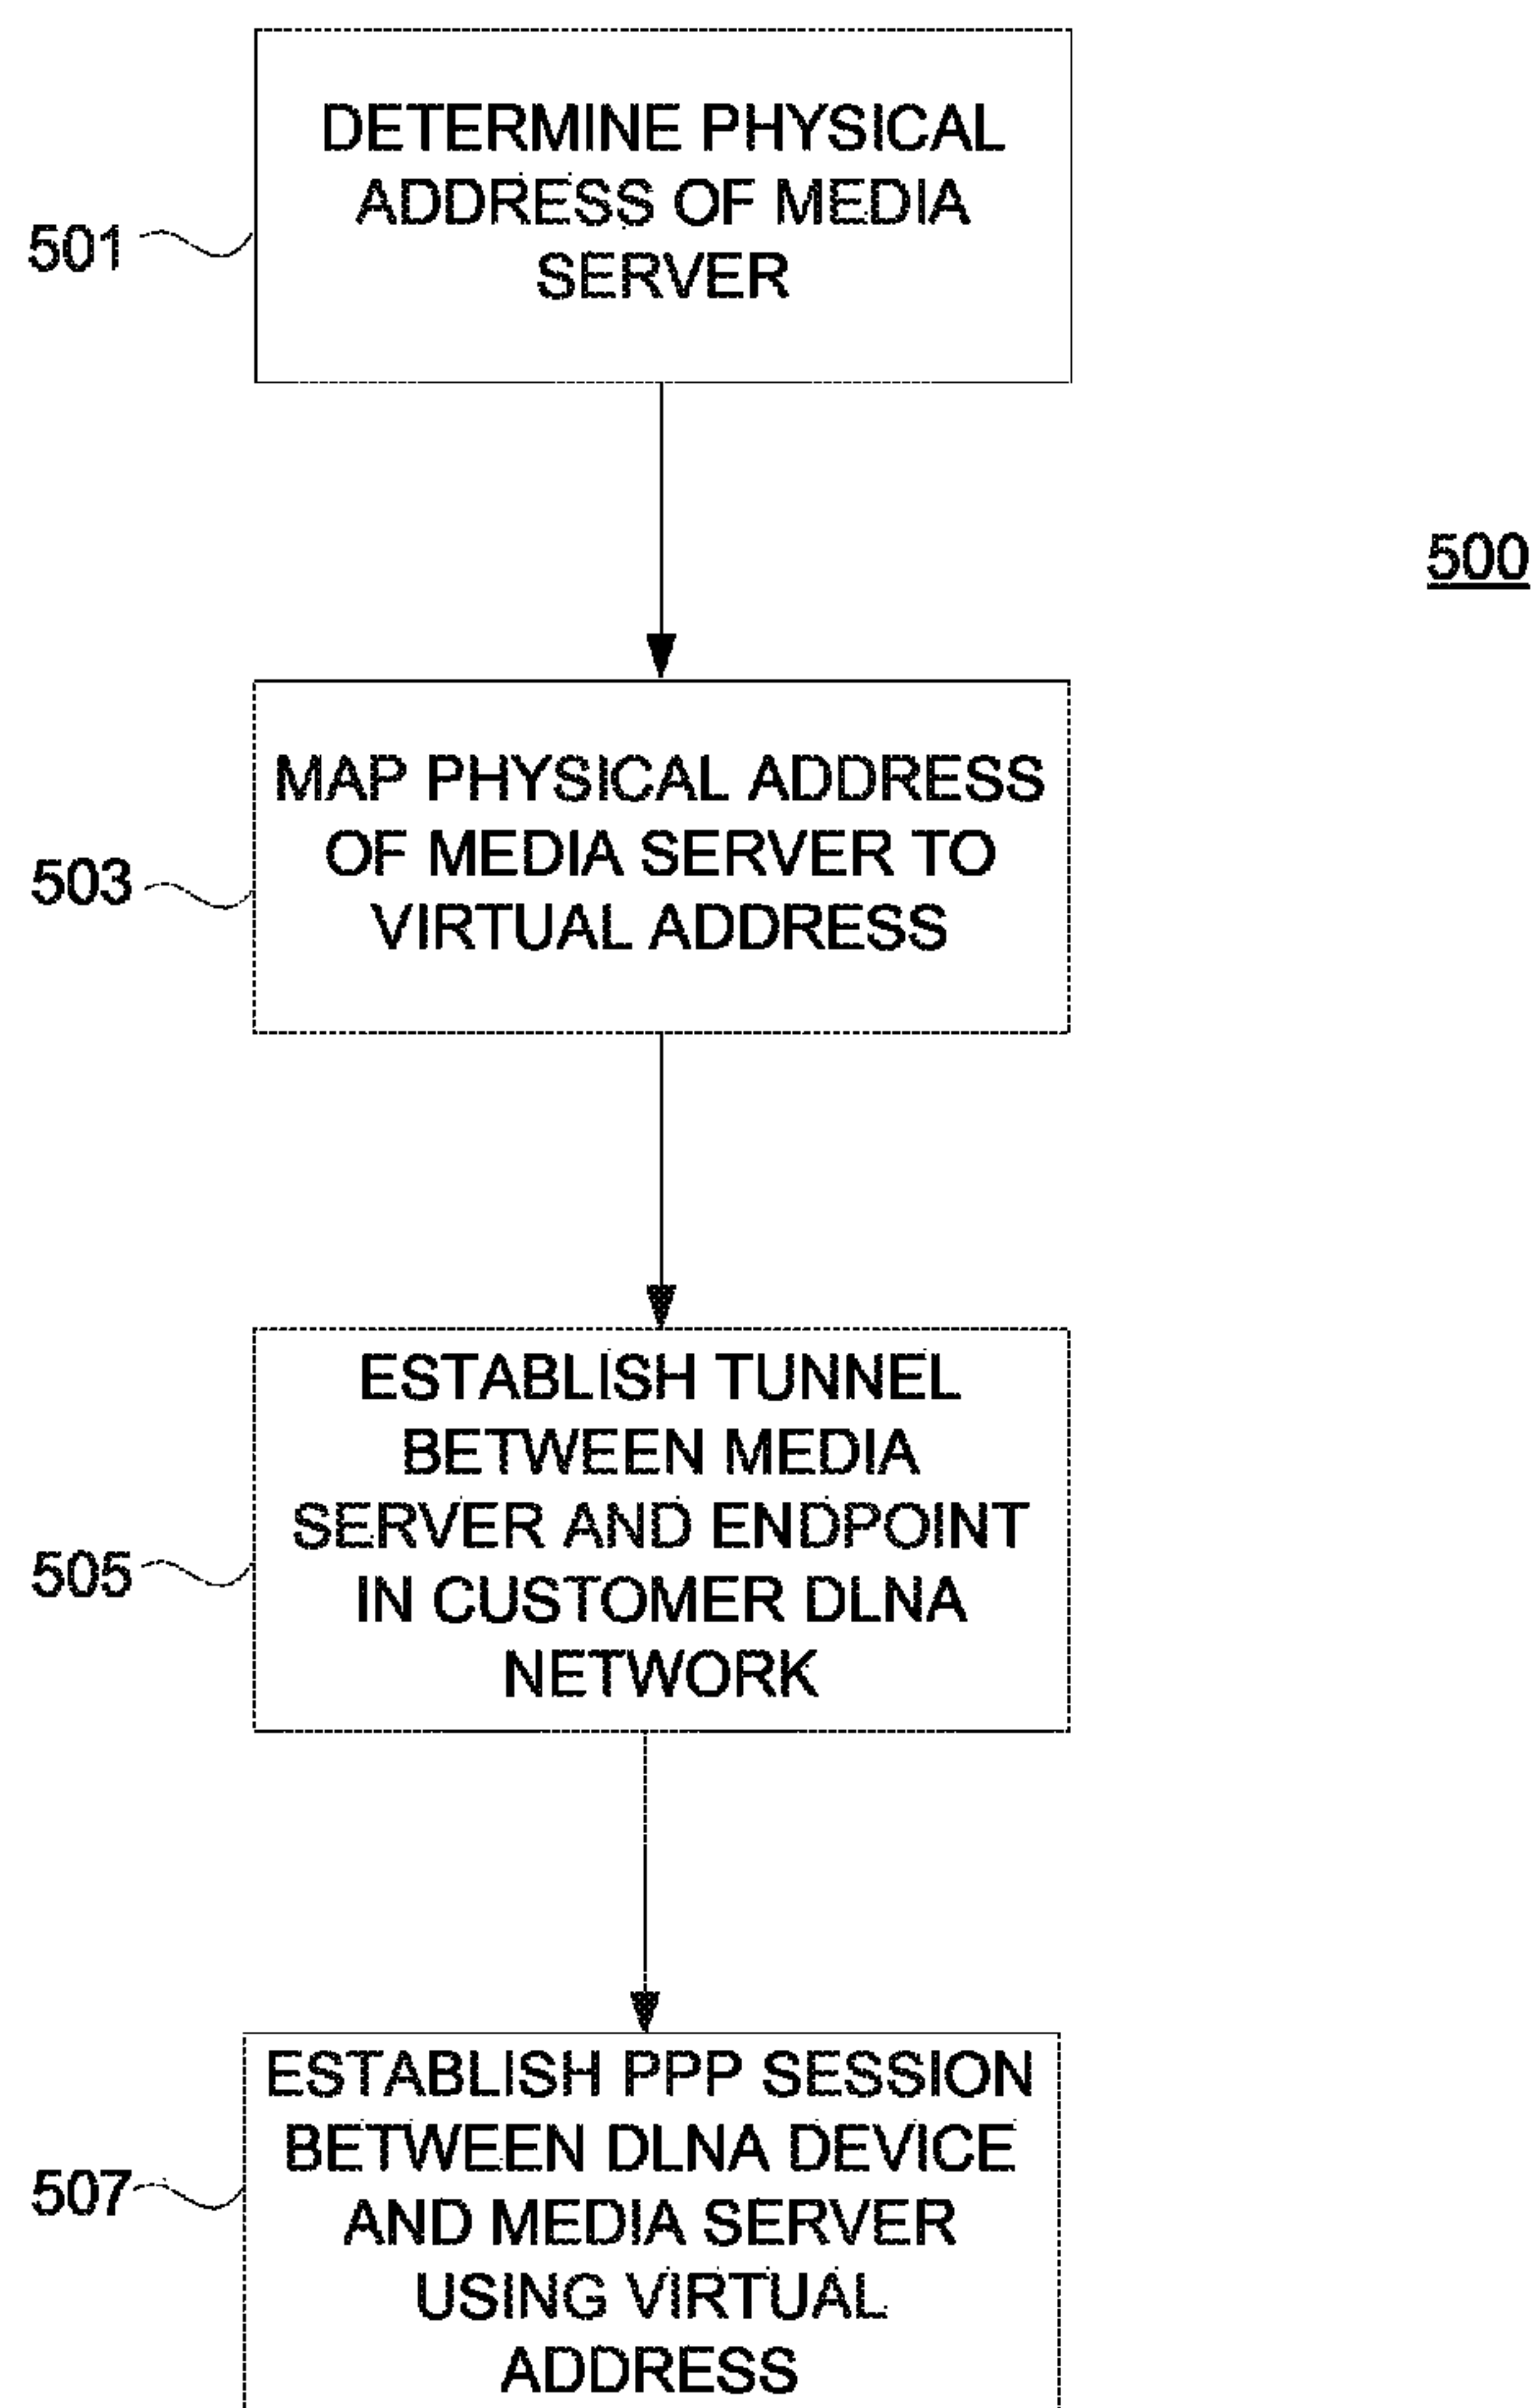 DETERMINE PHYSICAL
ADDRESS OF MEDIA
SERVER
501
500
MAP PHYSICAL ADDRESS
OF MEDIA SERVER TO
VIRTUAL ADDRESS
503
ESTABLISH TUNNEL
BETWEEN MEDIA
SERVER AND ENDPOINT
IN CUSTOMER DLNA
NETWORK
505
ESTABLISH PPP SESSION
BETWEEN DLNA DEVICE
AND MEDIA SERVER
USING VIRTUAL
ADDRESS
507